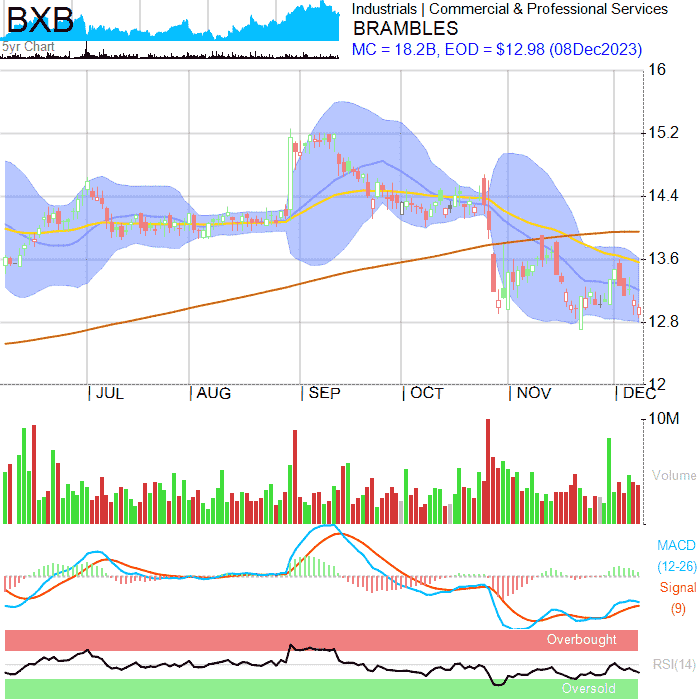 BXB
5yr Chart
Industrials | Commercial & Professional Services
BRAMBLES
MC = 18.2B, EOD = $12.98 (08Dec2023)
16
15.2
14.4
13.6
12.8
12
JUL AUG SEP OCT NOV DEC
10M
Volume
MACD
(12-26)
Signal
(9)
Overbought
RSI(14)
Oversold